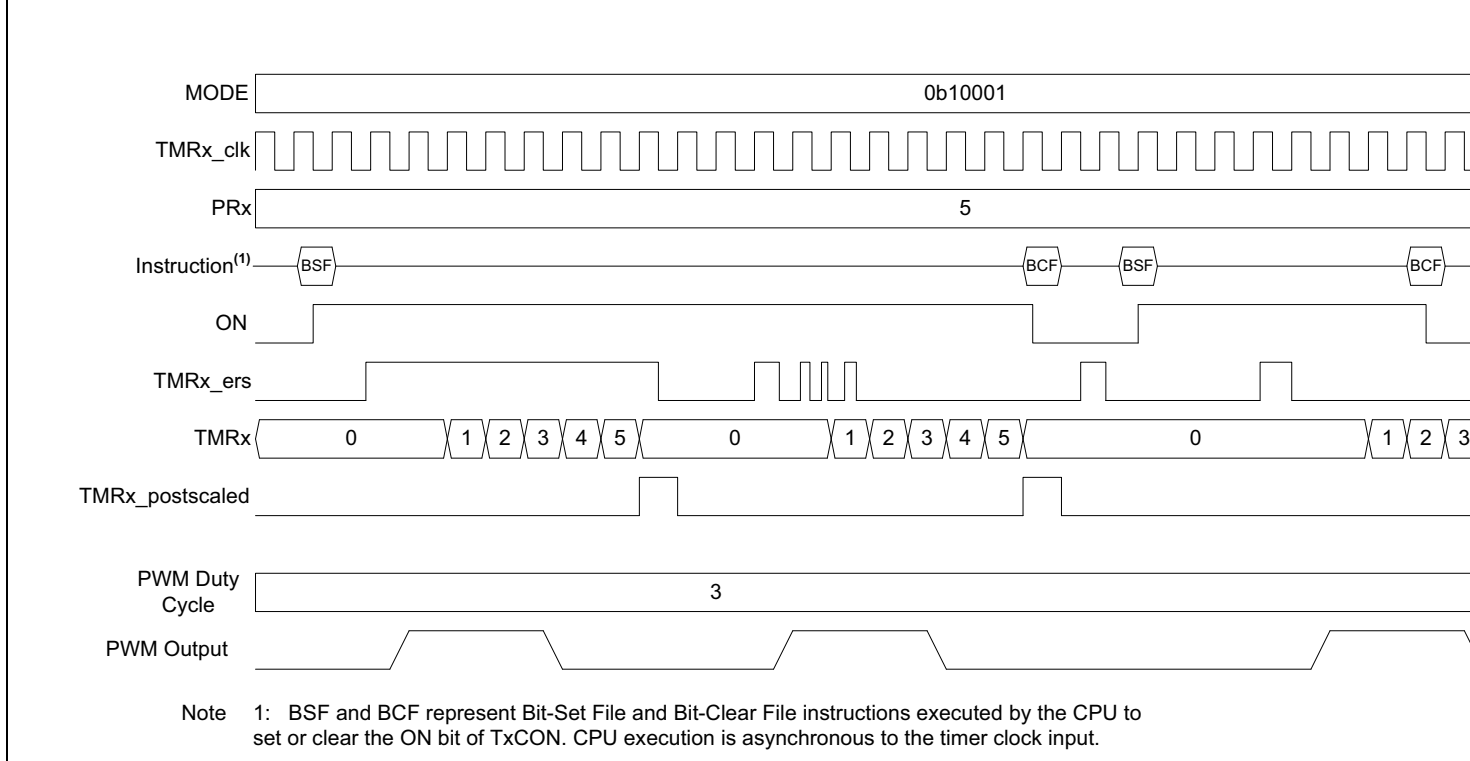 MODE 0b10001
TMRx_clk
PRx 5
Instruction(1) BSF BCF BSF BCF
ON
TMRx_ers
TMRx 0 1 2 3 4 5 0 1 2 3 4 5 0 1 2 3
TMRx_postscaled
PWM Duty
Cycle
3
PWM Output
Note 1: BSF and BCF represent Bit-Set File and Bit-Clear File instructions executed by the CPU to
set or clear the ON bit of TxCON. CPU execution is asynchronous to the timer clock input.